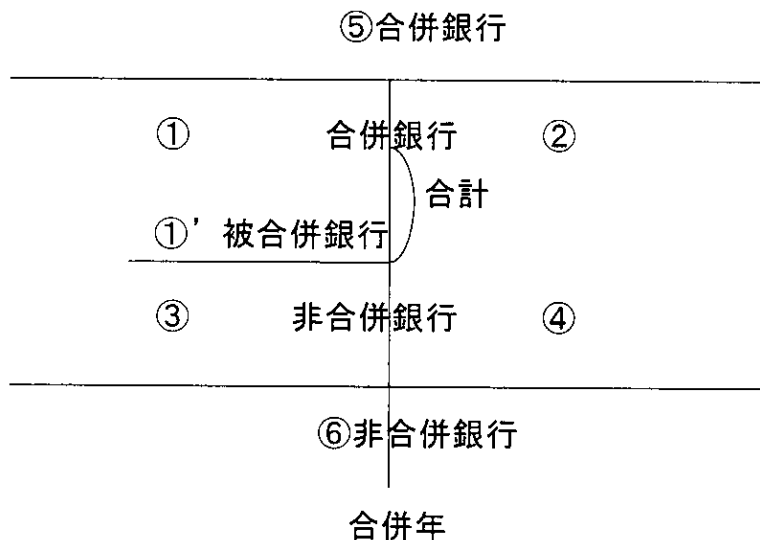 ⑤合併銀行
① 合併銀行 ②
合計
①’被合併銀行
③ 非合併銀行 ④
⑥非合併銀行
合併年